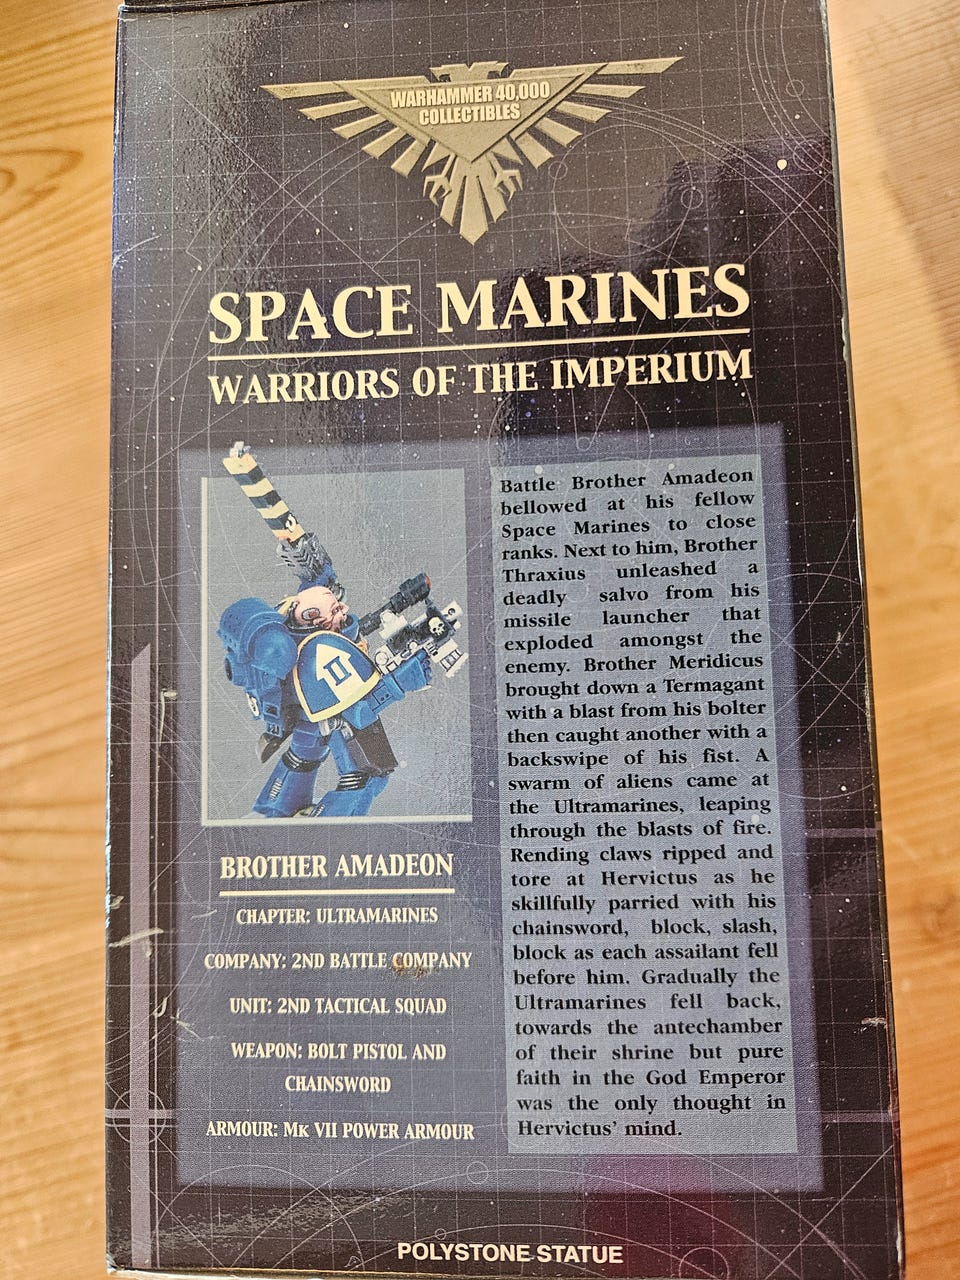 WARHAMMER 40,000
COLLECTIBLES
SPACE MARINES
WARRIORS OF THE IMPERIUM
BROTHER AMADEON
CHAPTER: ULTRAMARINES
COMPANY: 2ND BATTLE COMPANY
UNIT: 2ND TACTICAL SQUAD
WEAPON: BOLT PISTOL AND
CHAINSWORD
ARMOUR: MK VII POWER ARMOUR
Battle Brother Amadeon
bellowed at his fellow
Space Marines to close
ranks. Next to him, Brother
Thraxius unleashed a
deadly salvo from his
missile launcher that
exploded amongst the
enemy. Brother Meridicus
brought down a Termagant
with a blast from his bolter
then caught another with a
backswipe of his fist. A
swarm of aliens came at
the Ultramarines, leaping
through the blasts of fire.
Rending claws ripped and
tore at Hervictus as he
skillfully parried with his
chainsword, block, slash,
block as each assailant fell
before him. Gradually the
Ultramarines fell back,
towards the antechamber
of their shrine but pure
faith in the God Emperor
was the only thought in
Hervictus' mind.
POLYSTONE STATUE